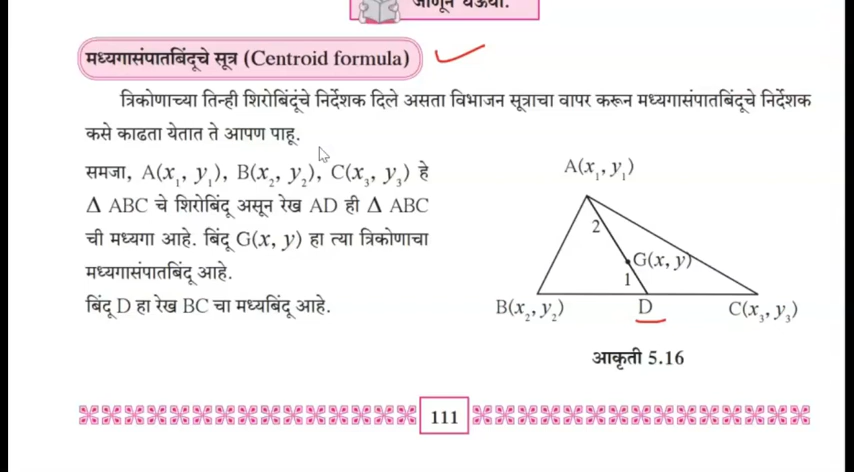 जाणून घेऊया.
मध्यगासंपातबिंदूचे सूत्र (Centroid formula)
त्रिकोणाच्या तिन्ही शिरोबिंदूंचे निर्देशक दिले असता विभाजन सूत्राचा वापर करून मध्यगासंपातबिंदूचे निर्देशक
कसे काढता येतात ते आपण पाहू.
समजा, A(x₁, y₁), B(x₂, y₂), C(x₃, y₃) हे
Δ ABC चे शिरोबिंदू असून रेख AD ही Δ ABC
ची मध्यगा आहे. बिंदू G(x, y) हा त्या त्रिकोणाचा
मध्यगासंपातबिंदू आहे.
बिंदू D हा रेख BC चा मध्यबिंदू आहे.
A(x₁, y₁)
2
G(x, y)
1
B(x₂, y₂) D C(x₃, y₃)
आकृती 5.16
111